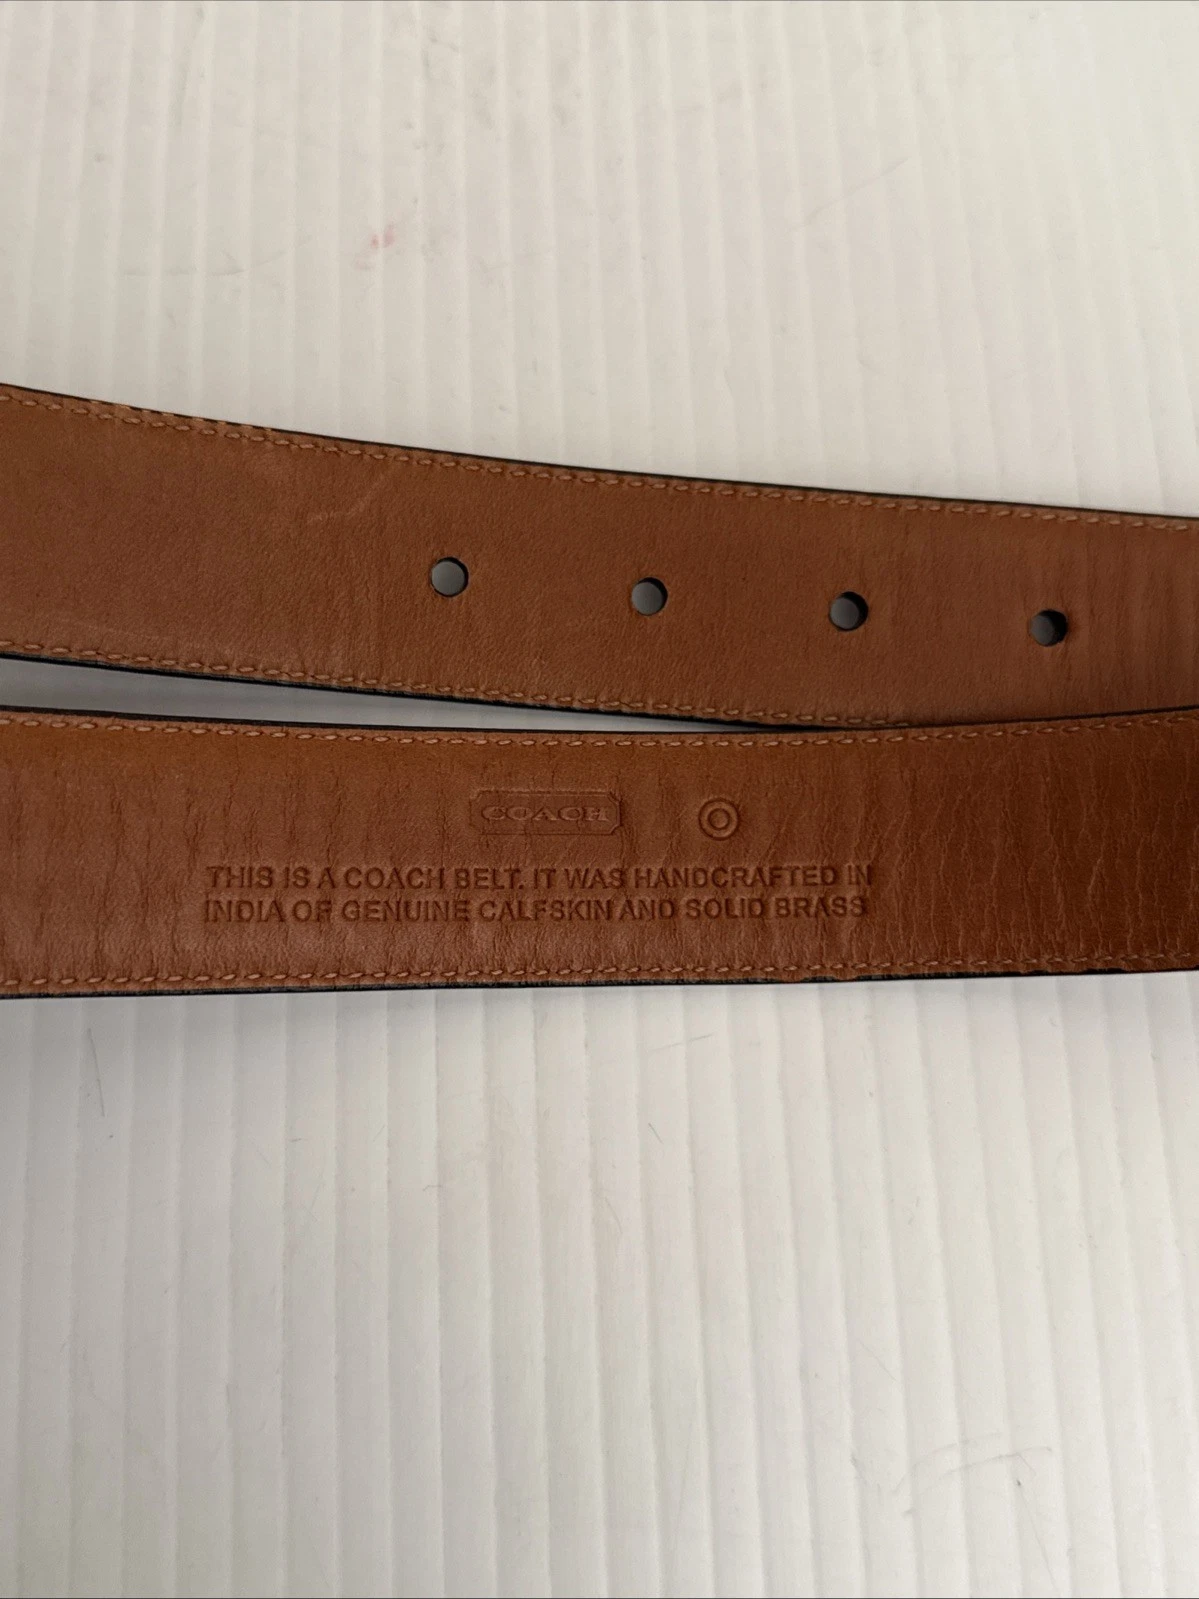 COACH
THIS IS A COACH BELT. IT WAS HANDCRAFTED IN
INDIA OF GENUINE CALFSKIN AND SOLID BRASS